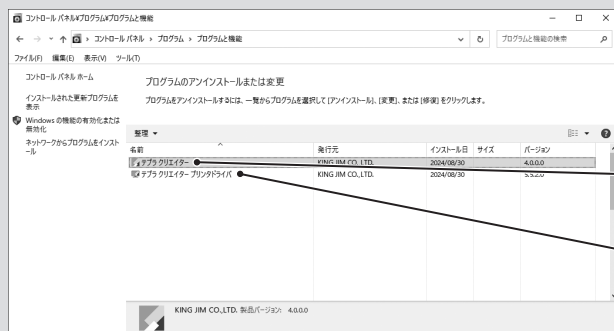 コントロール パネル¥プログラム¥プログラムと機能
コントロール パネル › プログラム › プログラムと機能
プログラムと機能の検索
ファイル(F) 編集(E) 表示(V) ツール(T)
コントロール パネル ホーム
インストールされた更新プログラムを
表示
Windows の機能の有効化または
無効化
ネットワークからプログラムをインスト
ール
プログラムのアンインストールまたは変更
プログラムをアンインストールするには、一覧からプログラムを選択して [アンインストール]、[変更]、または [修復] をクリックします。
整理
名前 発行元 インストール日 サイズ バージョン
テプラ クリエイター KING JIM CO., LTD. 2024/08/30 4.0.0.0
テプラ クリエイター プリンタドライバ KING JIM CO., LTD. 2024/08/30 5.5.2.0
KING JIM CO.,LTD. 製品バージョン: 4.0.0.0